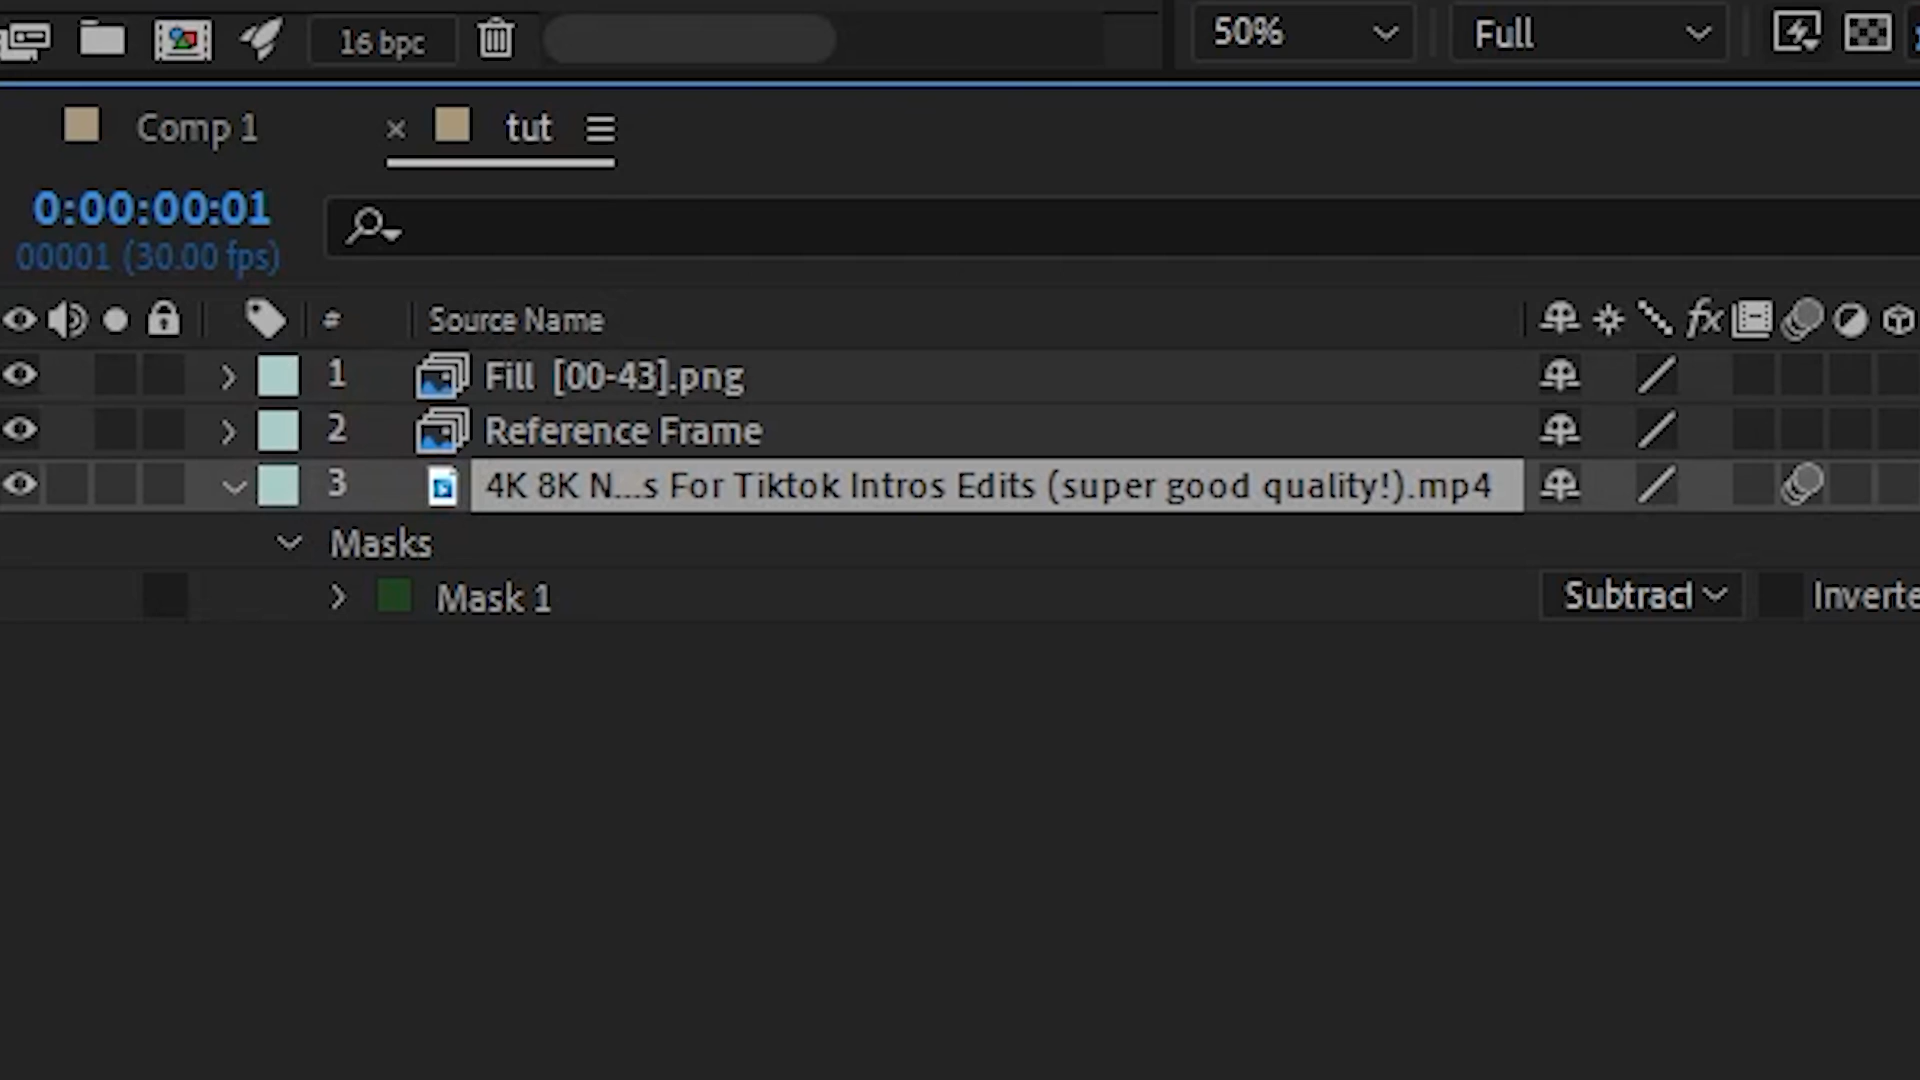 16 bpc
50%
Full
Comp 1
× tut
0:00:00:01
00001 (30.00 fps)
# Source Name fx
1 Fill [00-43].png
2 Reference Frame
3 4K 8K N...s For Tiktok Intros Edits (super good quality!).mp4
Masks
Mask 1 Subtract Inverte